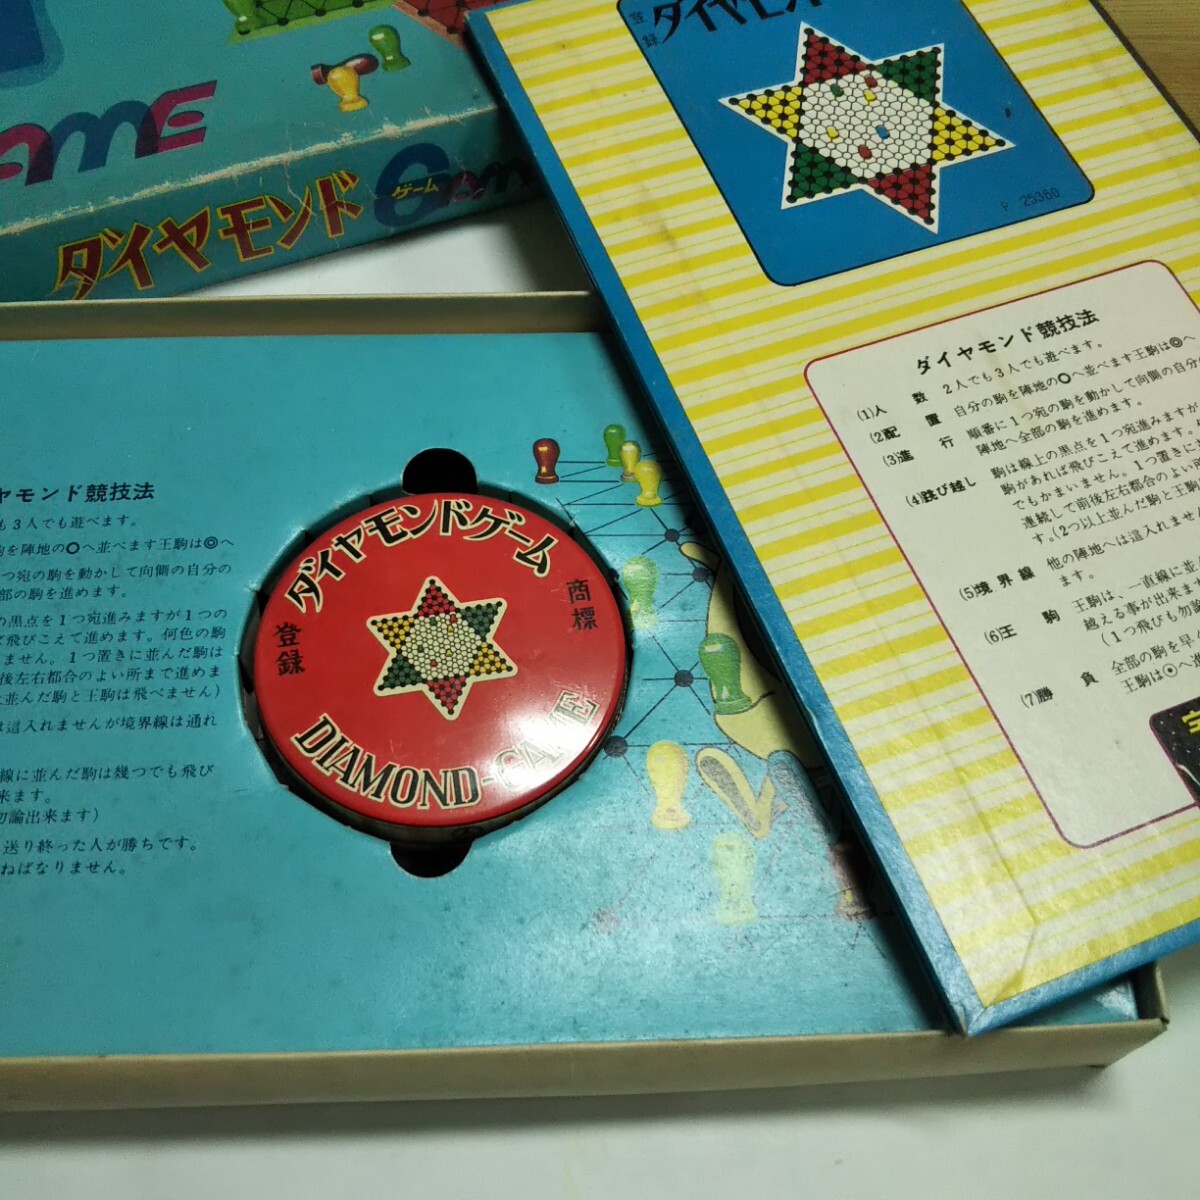 GAME
ダイヤモンド
ゲーム
登録
ダイヤモンド
P 25360
ダイヤモンド競技法
(1)人数 2人でも3人でも遊べます。
(2)配置 自分の駒を陣地の○へ並べます王駒は◎へ
(3)進行 順番に1つ宛の駒を動かして向側の自分
陣地へ全部の駒を進めます。
(4)跳び越し 駒は線上の黒点を1つ宛進みますが
駒があれば飛びこえて進めます。
でもかまいません。1つ置きに
連続して前後左右都合のよい所
す。(2つ以上並んだ駒と王駒
(5)境界線 他の陣地へは這入れません
ます。
(6)王駒 王駒は、一直線に並ん
越える事が出来ま
(1つ飛びも勿
(7)勝負 全部の駒を早
王駒は◎へ
ヤモンド競技法
も3人でも遊べます。
駒を陣地の○へ並べます王駒は◎へ
つ宛の駒を動かして向側の自分の
部の駒を進めます。
の黒点を1つ宛進みますが1つの
飛びこえて進めます。何色の駒
ません。1つ置きに並んだ駒は
後左右都合のよい所まで進めま
並んだ駒と王駒は飛べません)
は這入れませんが境界線は通れ
線に並んだ駒は幾つでも飛び
来ます。
勿論出来ます)
送り終った人が勝ちです。
ねばなりません。
ダイヤモンドゲーム
登録
商標
DIAMOND-GAME